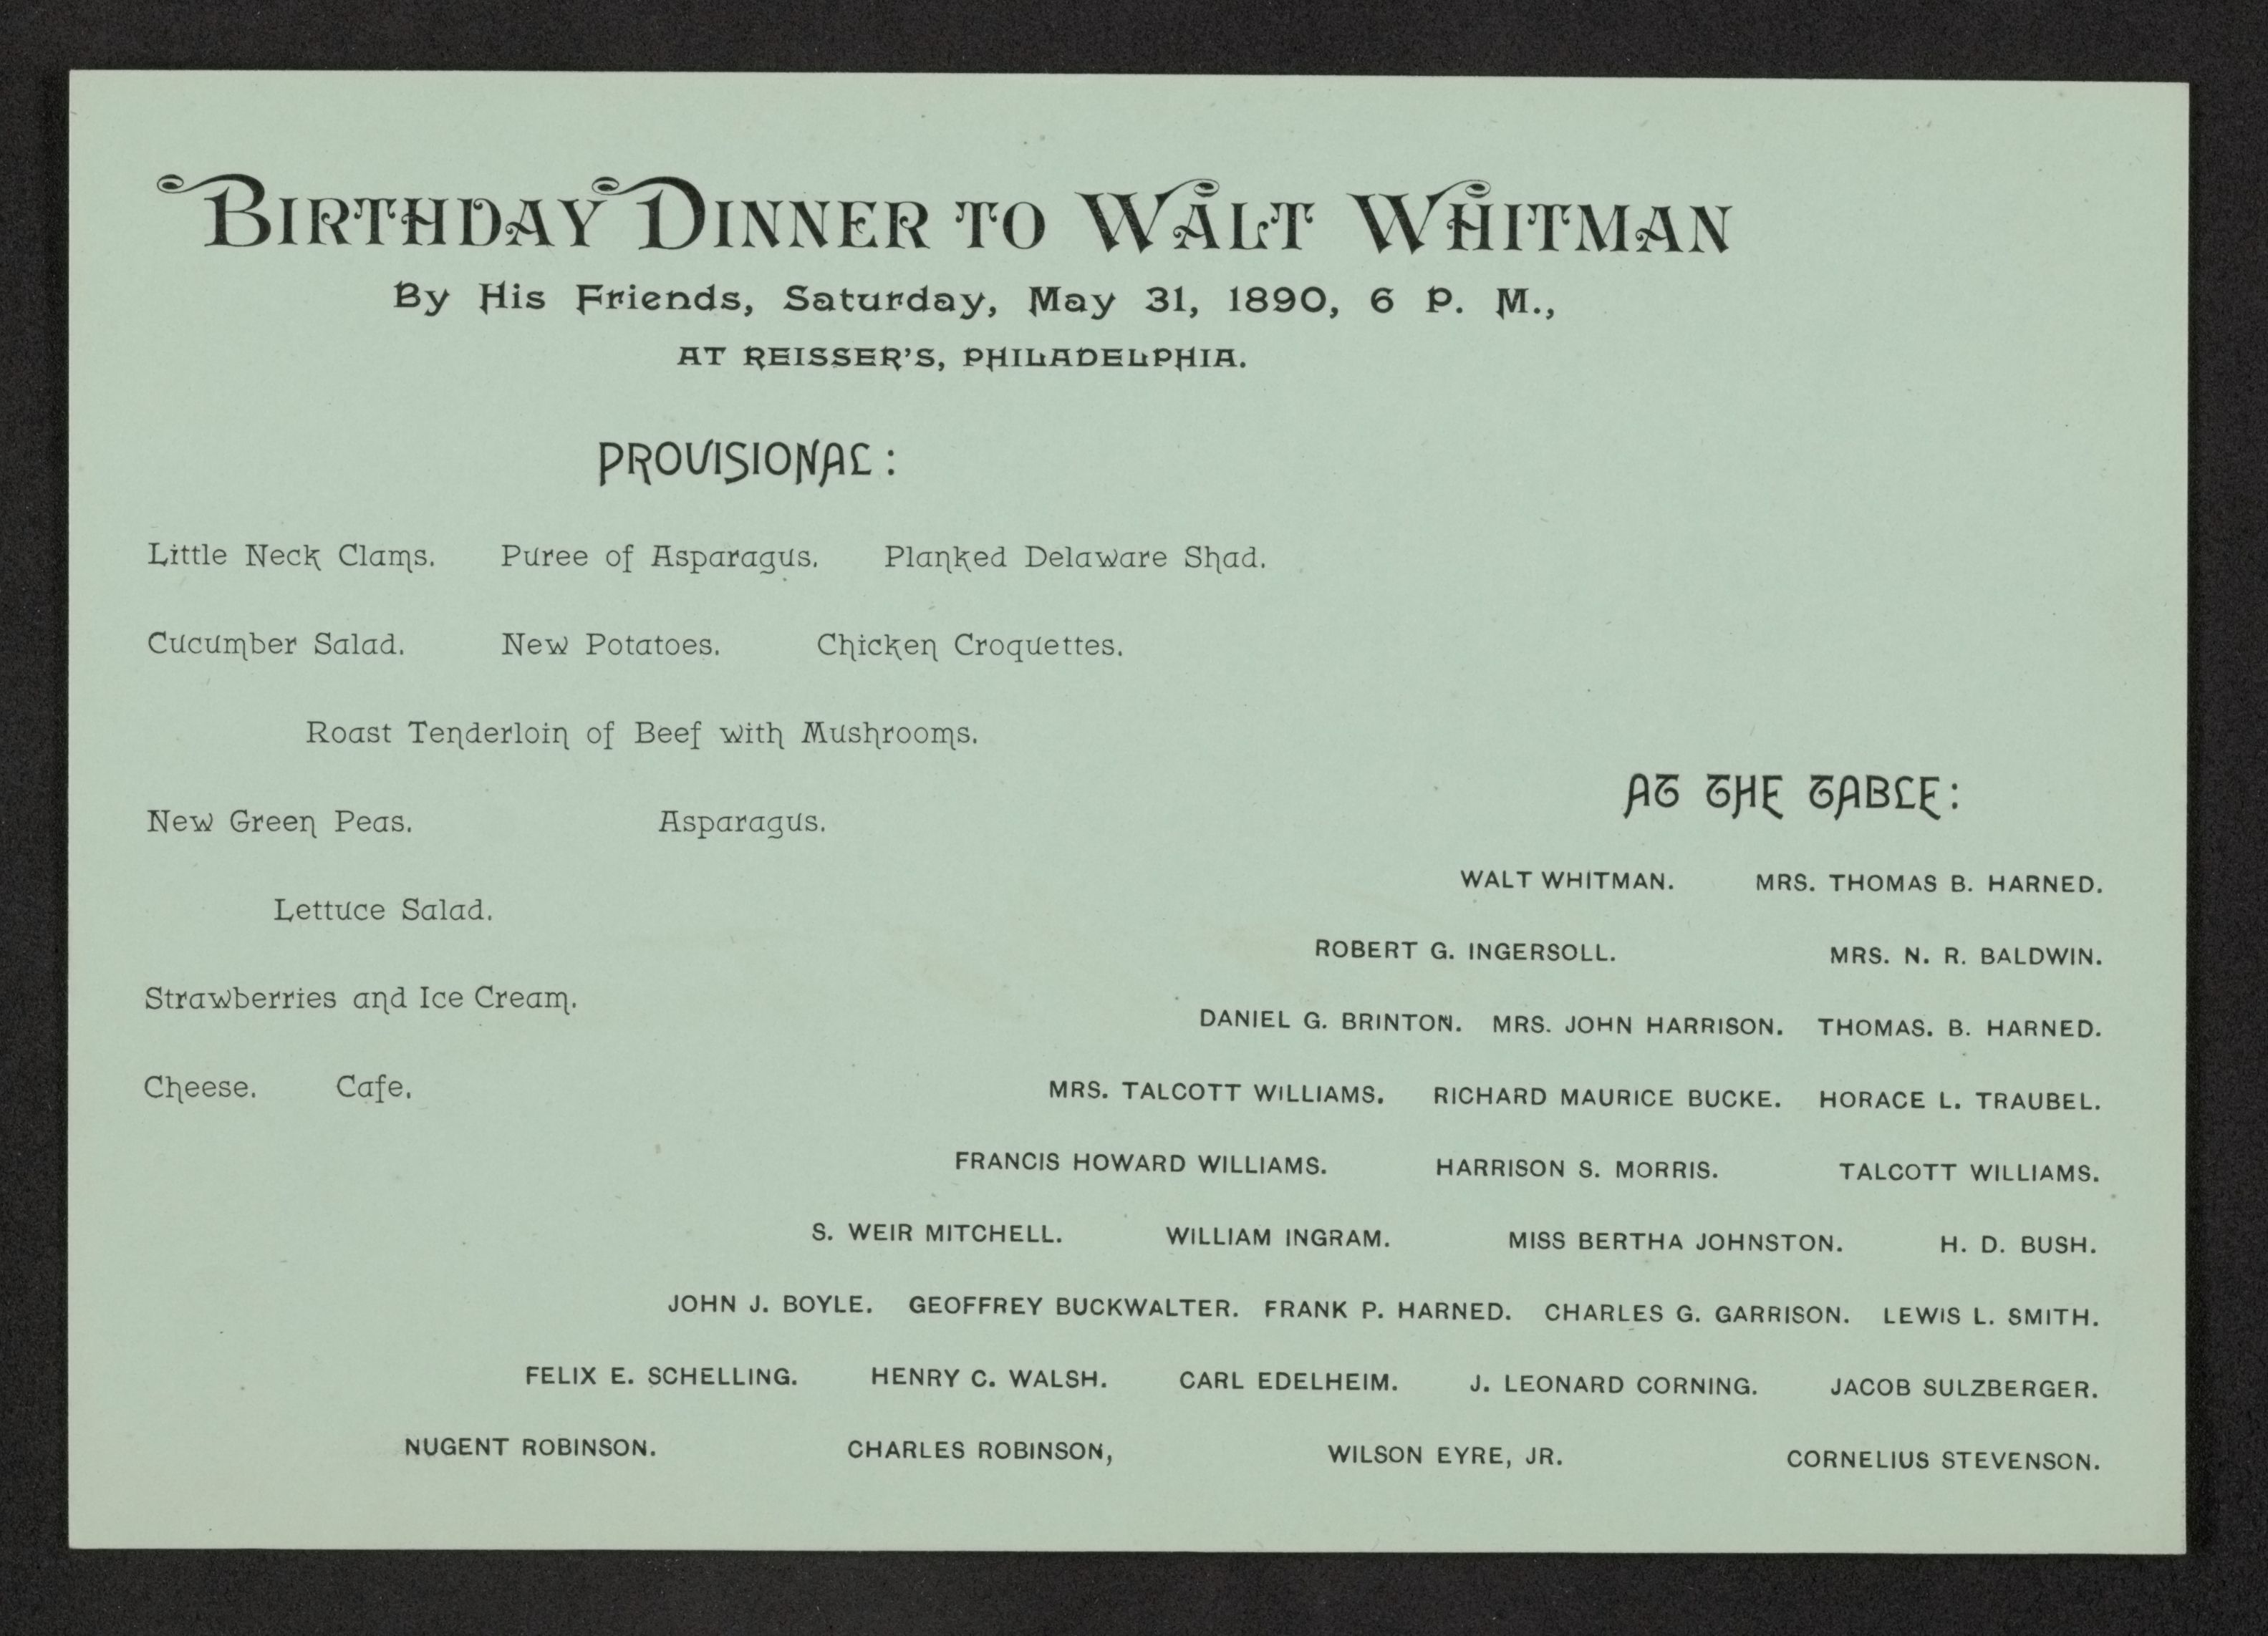 BIRTHDAY DINNER TO WALT WHITMAN
By His Friends, Saturday, May 31, 1890, 6 P. M.,
AT REISSER'S, PHILADELPHIA.
PROVISIONAL:
Little Neck Clams. Puree of Asparagus. Planked Delaware Shad.
Cucumber Salad. New Potatoes. Chicken Croquettes.
Roast Tenderloin of Beef with Mushrooms.
New Green Peas. Asparagus.
Lettuce Salad.
Strawberries and Ice Cream.
Cheese. Cafe.
AT THE TABLE:
WALT WHITMAN. MRS. THOMAS B. HARNED.
ROBERT G. INGERSOLL. MRS. N. R. BALDWIN.
DANIEL G. BRINTON. MRS. JOHN HARRISON. THOMAS. B. HARNED.
MRS. TALCOTT WILLIAMS. RICHARD MAURICE BUCKE. HORACE L. TRAUBEL.
FRANCIS HOWARD WILLIAMS. HARRISON S. MORRIS. TALCOTT WILLIAMS.
S. WEIR MITCHELL. WILLIAM INGRAM. MISS BERTHA JOHNSTON. H. D. BUSH.
JOHN J. BOYLE. GEOFFREY BUCKWALTER. FRANK P. HARNED. CHARLES G. GARRISON. LEWIS L. SMITH.
FELIX E. SCHELLING. HENRY C. WALSH. CARL EDELHEIM. J. LEONARD CORNING. JACOB SULZBERGER.
NUGENT ROBINSON. CHARLES ROBINSON, WILSON EYRE, JR. CORNELIUS STEVENSON.